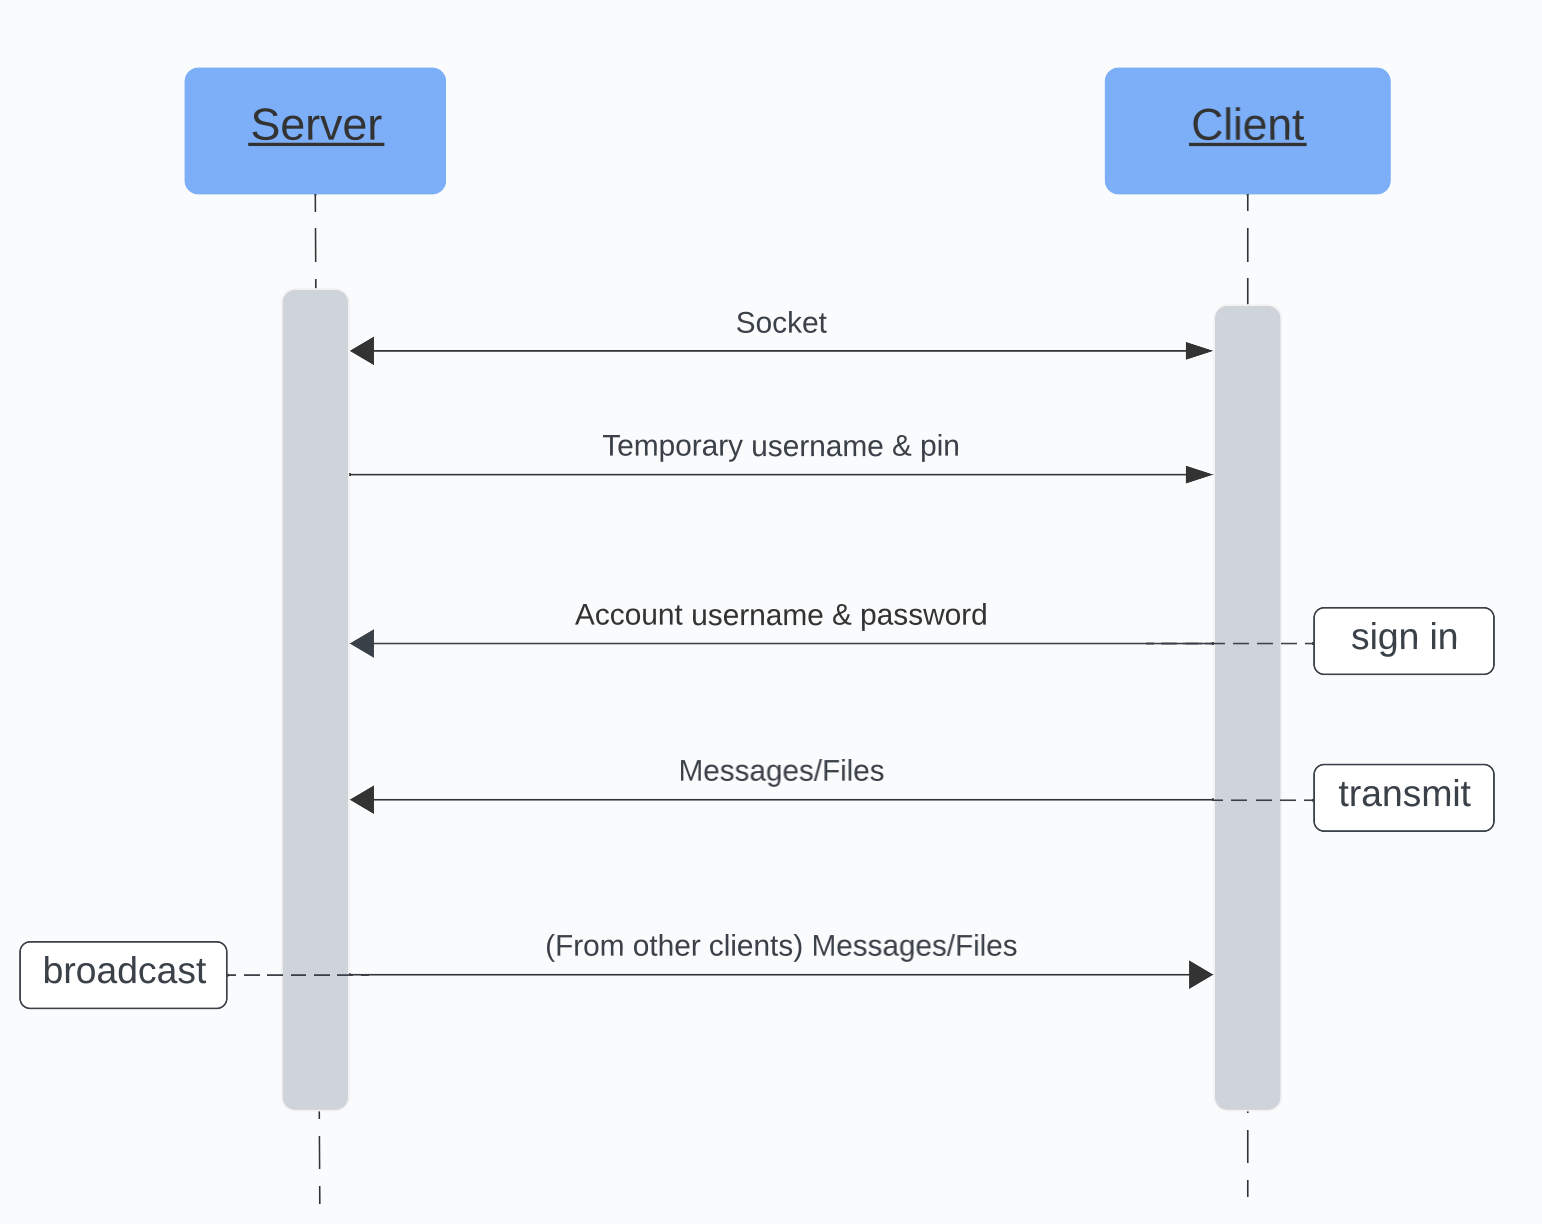 Server
Client
Socket
Temporary username & pin
Account username & password
sign in
Messages/Files
transmit
(From other clients) Messages/Files
broadcast